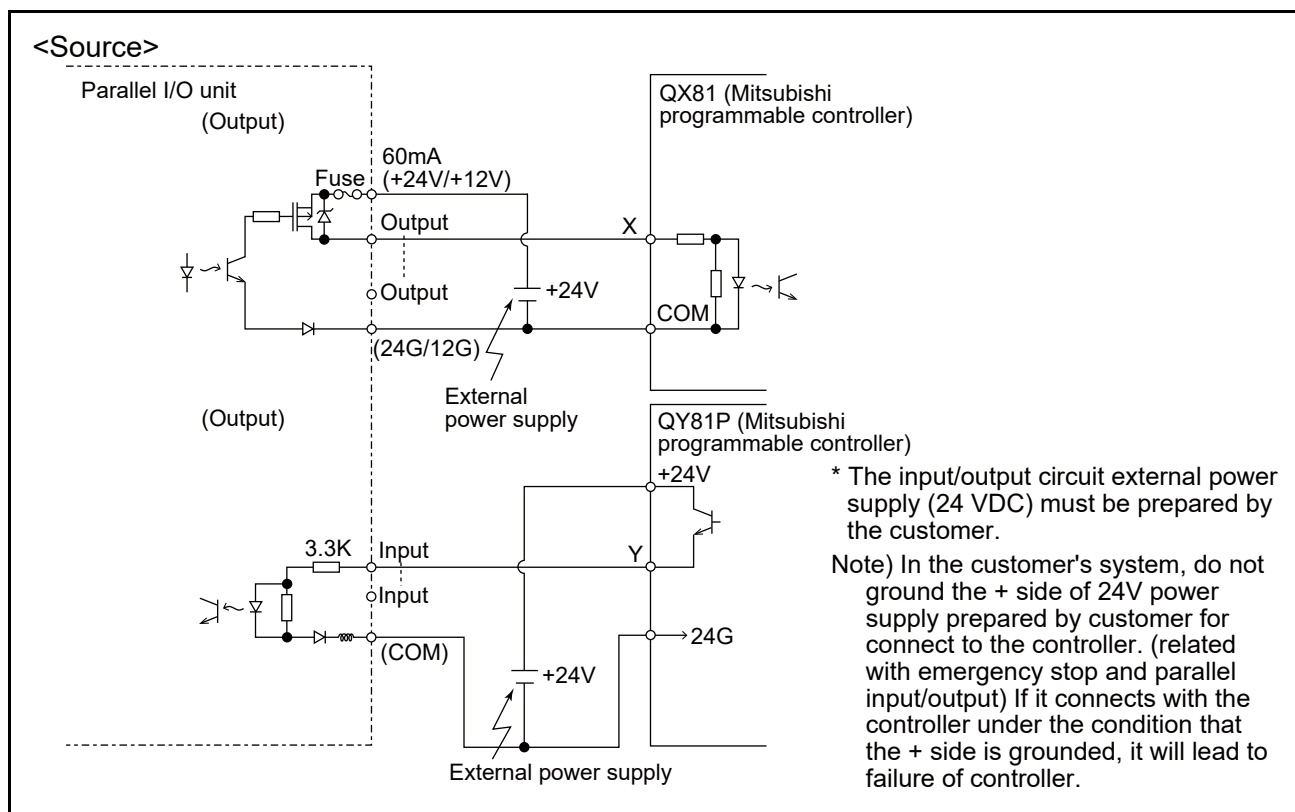 <Source>
Parallel I/O unit
(Output)
Fuse
60mA
(+24V/+12V)
Output
Output
(24G/12G)
+24V
External
power supply
QX81 (Mitsubishi
programmable controller)
X
COM
(Output)
3.3K
Input
Input
(COM)
+24V
External power supply
QY81P (Mitsubishi
programmable controller)
+24V
Y
24G
* The input/output circuit external power
supply (24 VDC) must be prepared by
the customer.
Note) In the customer's system, do not
ground the + side of 24V power
supply prepared by customer for
connect to the controller. (related
with emergency stop and parallel
input/output) If it connects with the
controller under the condition that
the + side is grounded, it will lead to
failure of controller.